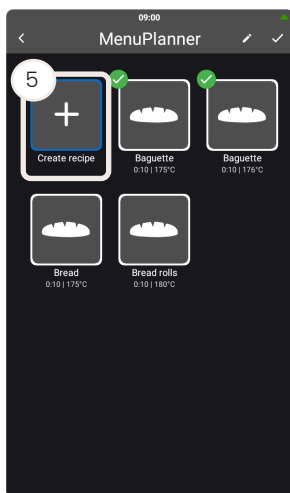 09:00
MenuPlanner
5
Create recipe
Baguette
0:10 | 175°C
Baguette
0:10 | 176°C
Bread
0:10 | 175°C
Bread rolls
0:10 | 180°C